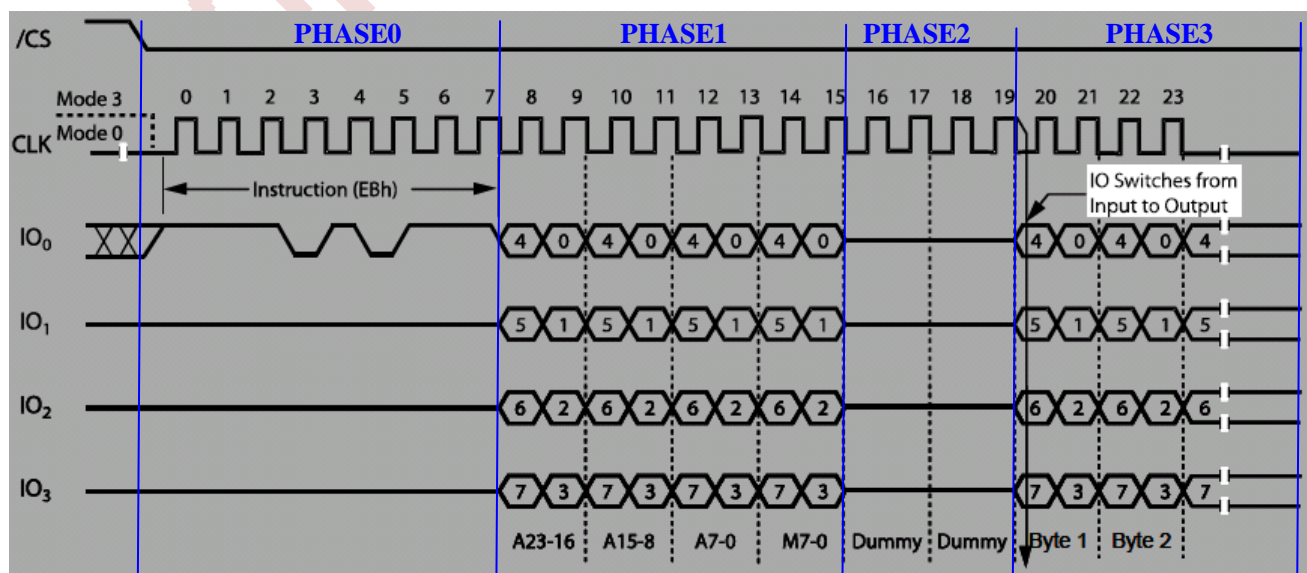 PHASE0 PHASE1 PHASE2 PHASE3
/CS
Mode 3 0 1 2 3 4 5 6 7 8 9 10 11 12 13 14 15 16 17 18 19 20 21 22 23
CLK Mode 0
Instruction (EBh)
IO Switches from
Input to Output
IO0 4 0 4 0 4 0 4 0 4 0 4 0 4
IO1 5 1 5 1 5 1 5 1 5 1 5 1 5
IO2 6 2 6 2 6 2 6 2 6 2 6 2 6
IO3 7 3 7 3 7 3 7 3 7 3 7 3 7
A23-16 A15-8 A7-0 M7-0 Dummy Dummy Byte 1 Byte 2